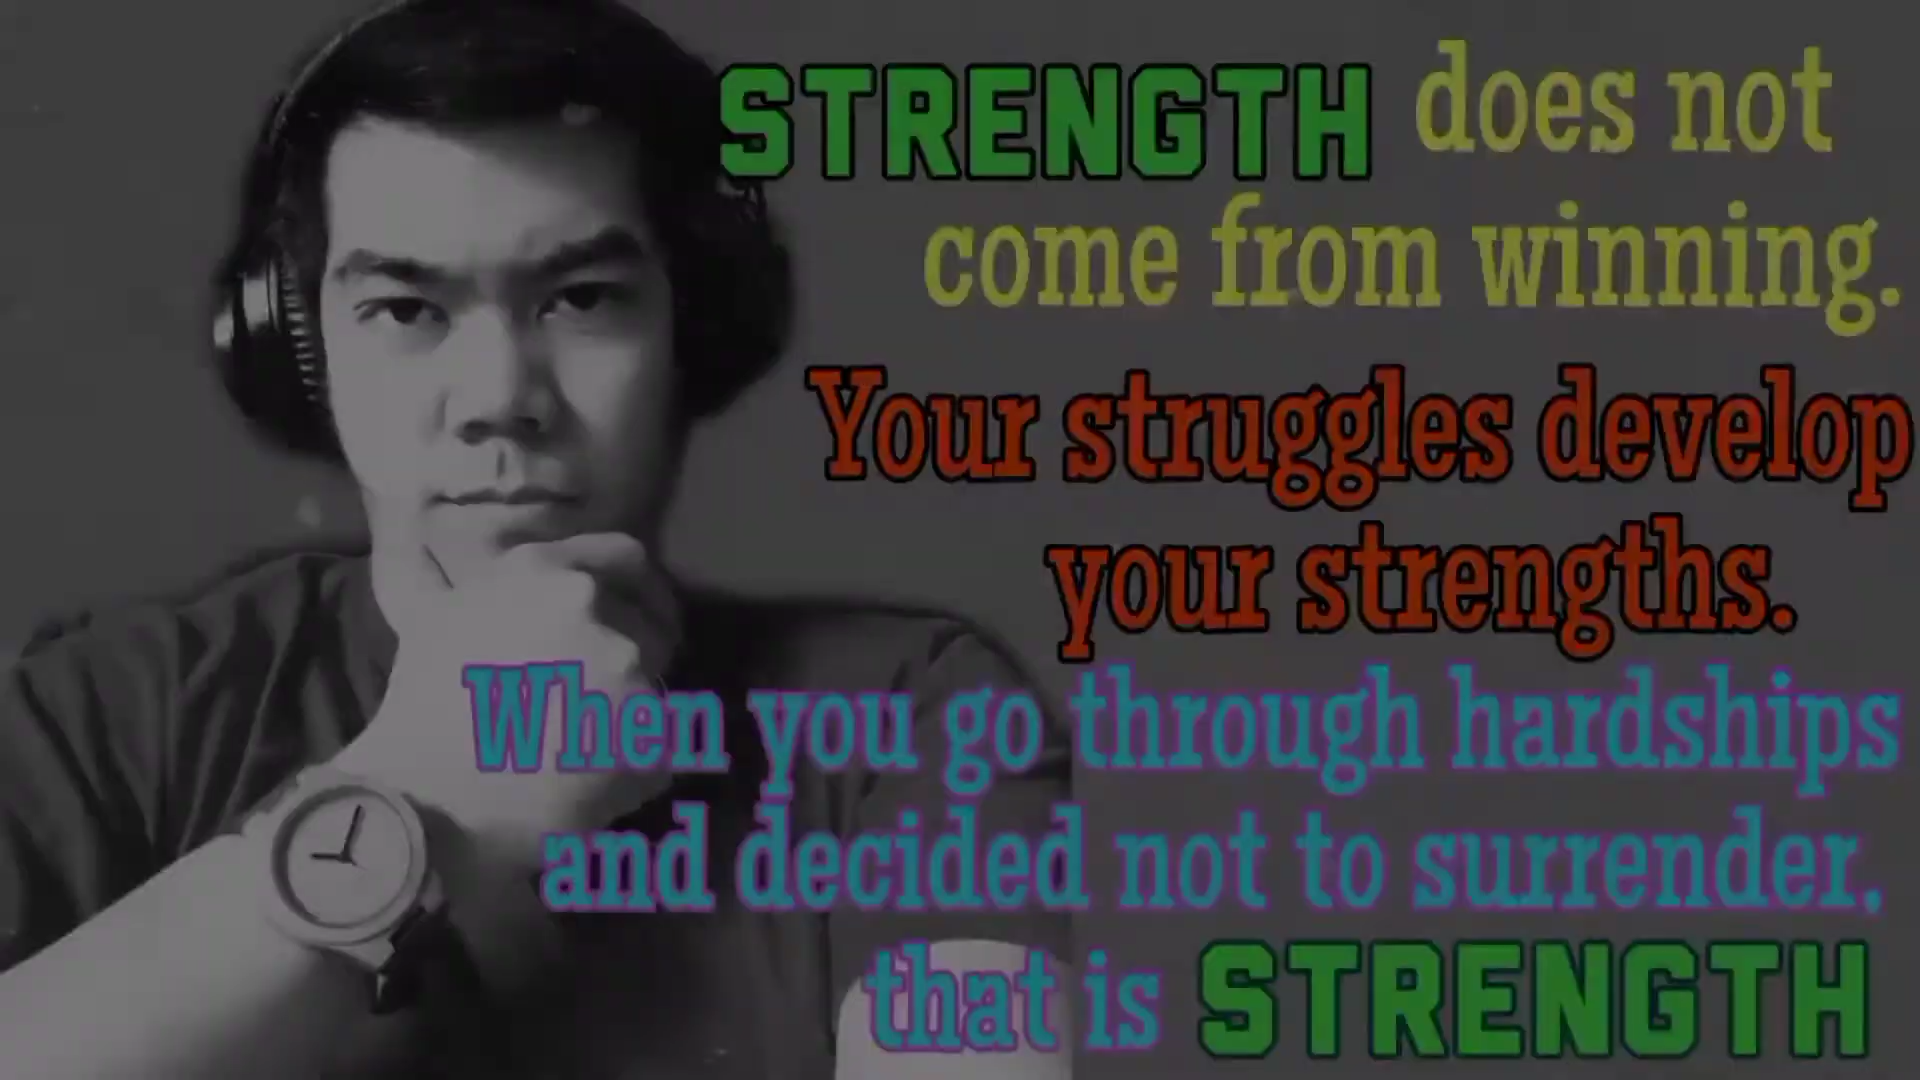 STRENGTH does not
come from winning.
Your struggles develop
your strengths.
When you go through hardships
and decided not to surrender,
that is STRENGTH